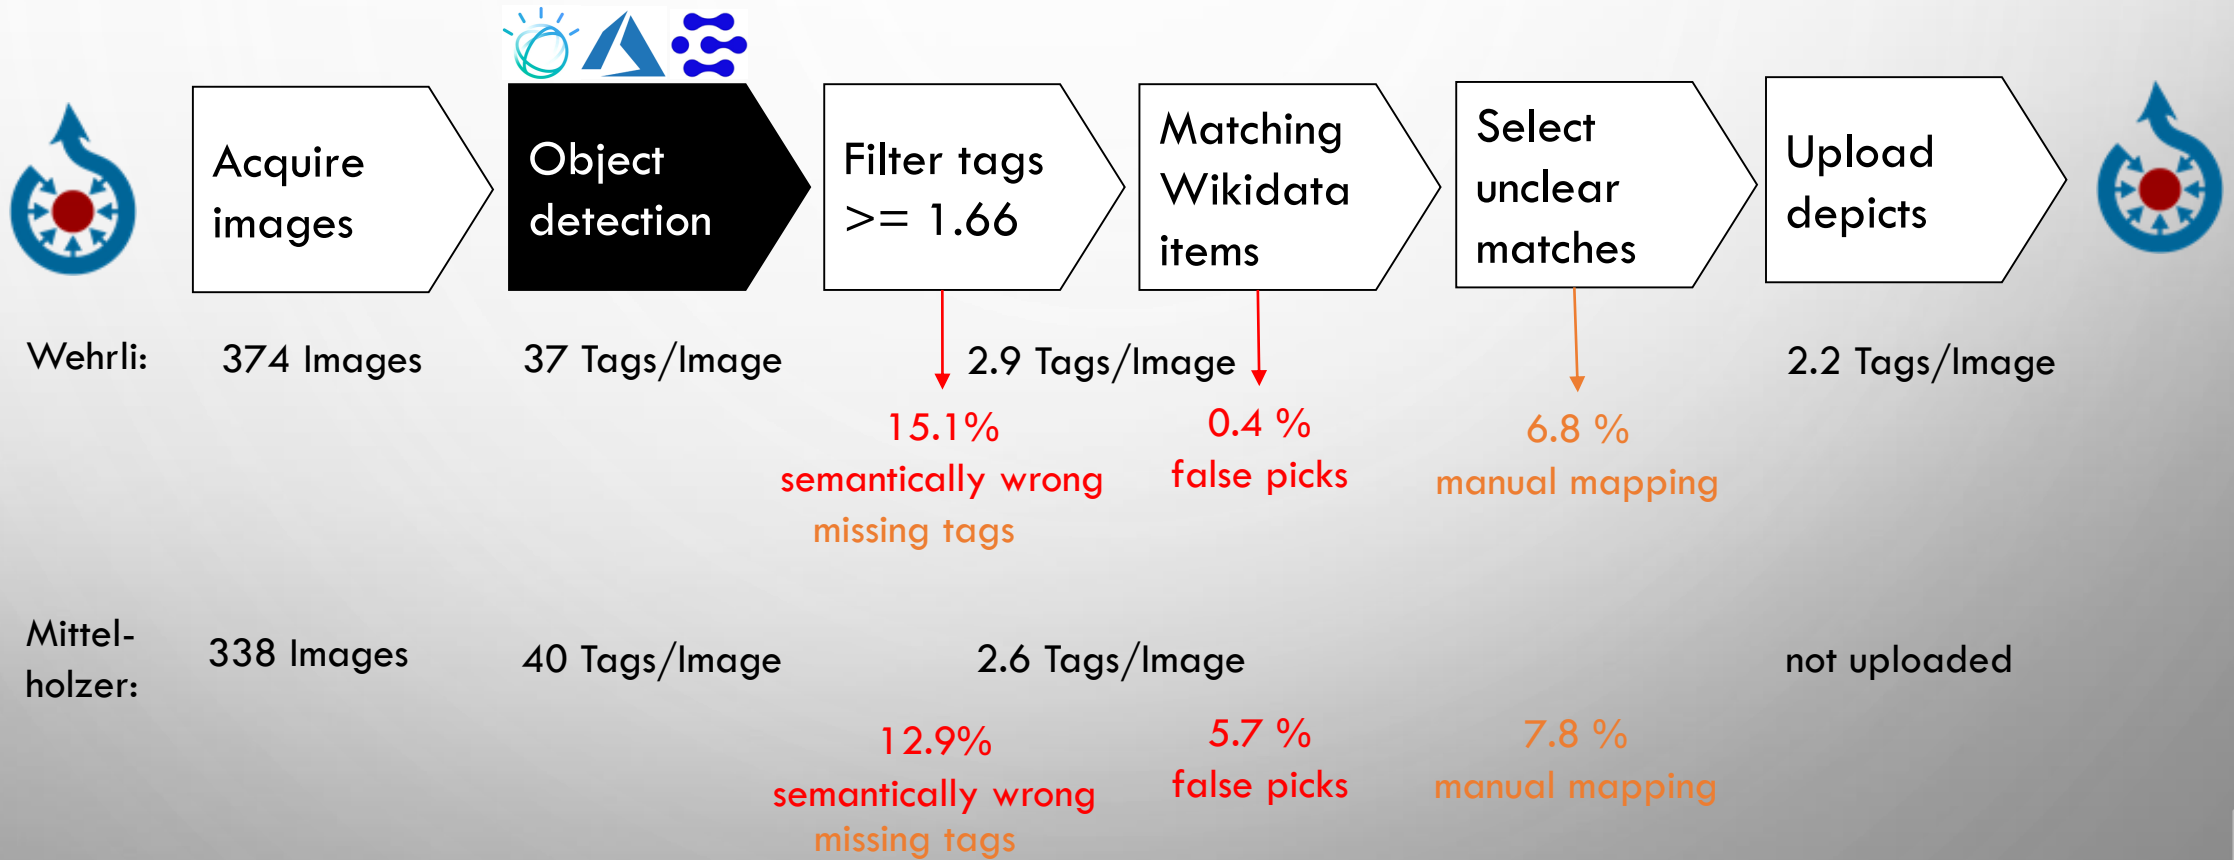 Acquire
images
Object
detection
Filter tags
>= 1.66
Matching
Wikidata
items
Select
unclear
matches
Upload
depicts
Wehrli:
374 Images
37 Tags/Image
2.9 Tags/Image
2.2 Tags/Image
15.1%
semantically wrong
missing tags
0.4 %
false picks
6.8 %
manual mapping
Mittel-
holzer:
338 Images
40 Tags/Image
2.6 Tags/Image
not uploaded
12.9%
semantically wrong
missing tags
5.7 %
false picks
7.8 %
manual mapping